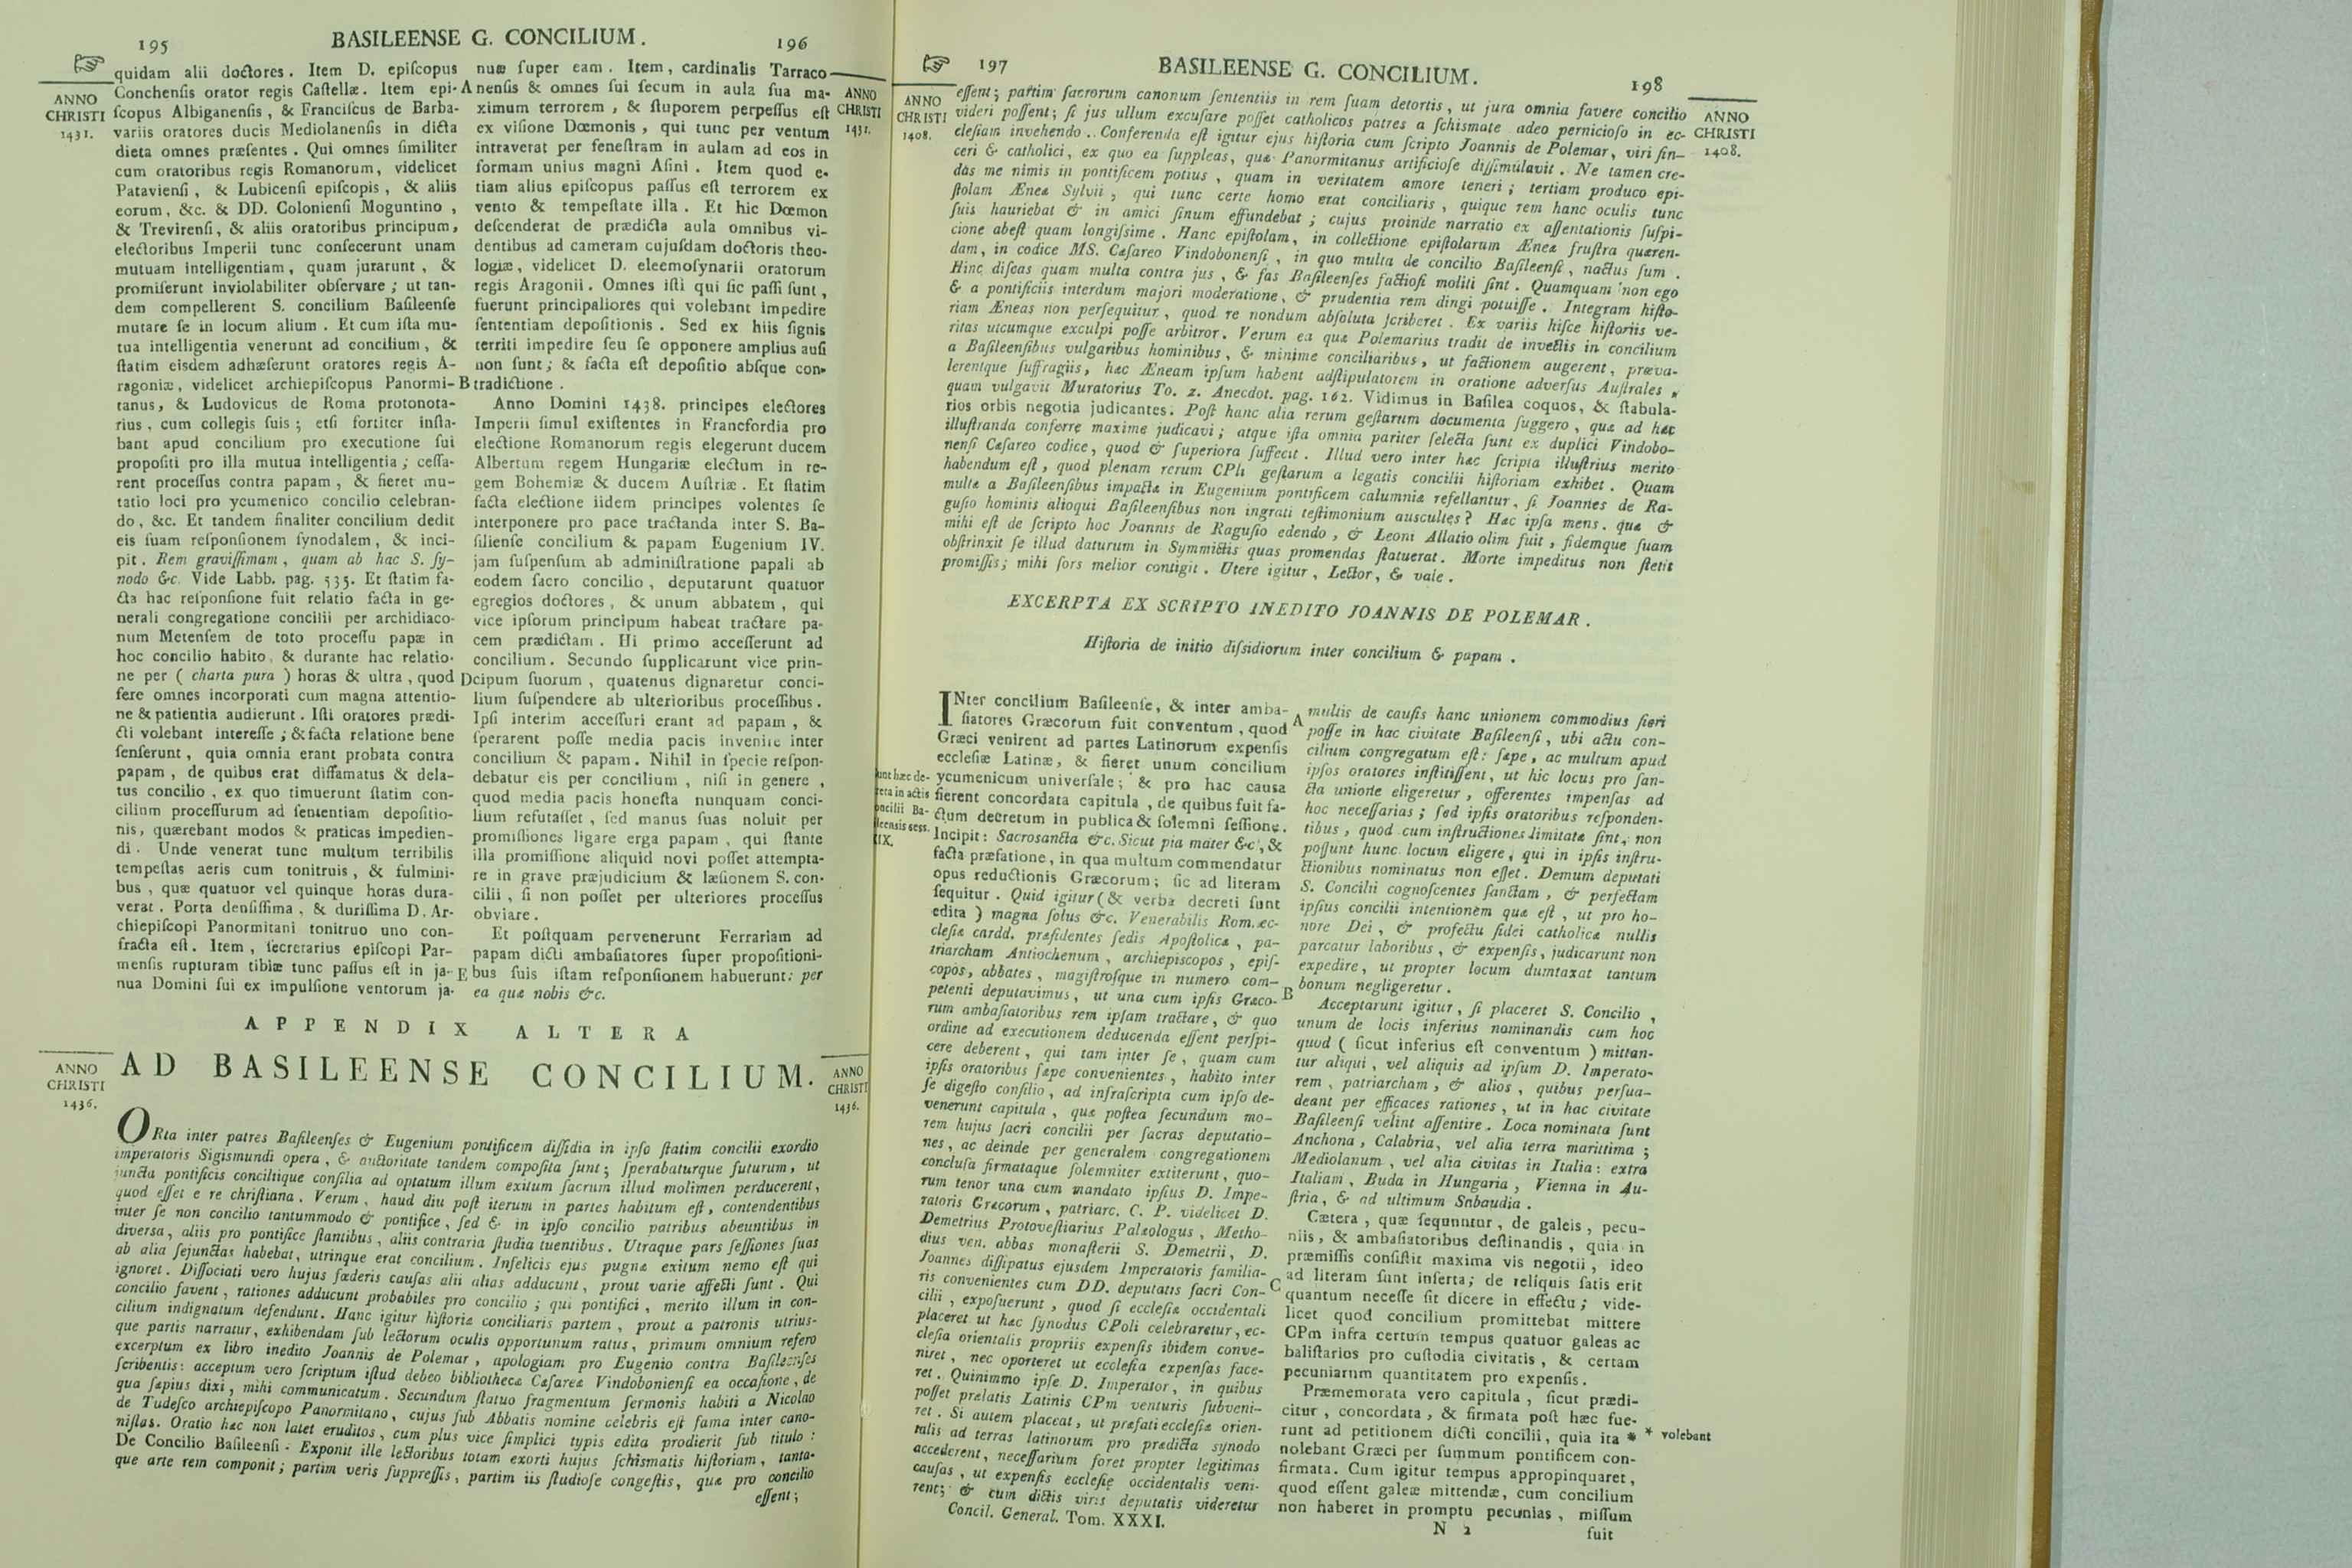 195
BASILEENSE G. CONCILIUM.
196
ANNO
CHRISTI
1431.
quidam alii doctores. Item D. episcopus
Conchensis orator regis Castellæ. Item epi-
scopus Albiganensis, & Franciscus de Barba-
variis oratores ducis Mediolanensis in dicta
dieta omnes præsentes. Qui omnes similiter
cum oratoribus regis Romanorum, videlicet
Pataviensi, & Lubicensi episcopis, & aliis
eorum, &c. & DD. Coloniensi Moguntino,
& Trevirensi, & aliis oratoribus principum,
electoribus Imperii tunc confecerunt unam
mutuam intelligentiam, quam jurarunt, &
promiserunt inviolabiliter observare; ut tan-
dem compellerent S. concilium Basileense
mutare se in locum alium. Et cum ista mu-
tua intelligentia venerunt ad concilium, &
statim eisdem adhæserunt oratores regis A-
ragoniæ, videlicet archiepiscopus Panormi-
tanus, & Ludovicus de Roma protonota-
rius, cum collegis suis; etsi fortiter insta-
bant apud concilium pro executione sui
propositi pro illa mutua intelligentia; cessa-
rent processus contra papam, & fieret mu-
tatio loci pro ycumenico concilio celebran-
do, &c. Et tandem finaliter concilium dedit
eis suam responsionem synodalem, & inci-
pit. Rem gravissimam, quam ab hac S. sy-
nodo &c. Vide Labb. pag. 535. Et statim fa-
cta hac responsione fuit relatio facta in ge-
nerali congregatione concilii per archidiaco-
num Metensem de toto processu papæ in
hoc concilio habito, & durante hac relatio-
ne per ( charta pura ) horas & ultra, quod
fere omnes incorporati cum magna attentio-
ne & patientia audierunt. Isti oratores prædi-
cti volebant interesse; & facta relatione bene
senserunt, quia omnia erant probata contra
papam, de quibus erat diffamatus & dela-
tus concilio, ex quo timuerunt statim con-
cilium processurum ad sententiam depositio-
nis, quærebant modos & praticas impedien-
di. Unde venerat tunc multum terribilis
tempestas aeris cum tonitruis, & fulmini-
bus, quæ quatuor vel quinque horas dura-
verat. Porta densissima, & durissima D. Ar-
chiepiscopi Panormitani tonitruo uno con-
fracta est. Item, secretarius episcopi Par-
mensis rupturam tibiæ tunc passus est in ja-
nua Domini sui ex impulsione ventorum ja-
A
B
D
E
nuæ super eam. Item, cardinalis Tarraco-
nensis & omnes sui secum in aula sua ma-
ximum terrorem, & stuporem perpessus est
ex visione Dœmonis, qui tunc per ventum
intraverat per fenestram in aulam ad eos in
formam unius magni Asini. Item quod e-
tiam alius episcopus passus est terrorem ex
vento & tempestate illa. Et hic Dœmon
descenderat de prædicta aula omnibus vi-
dentibus ad cameram cujusdam doctoris theo-
logiæ, videlicet D. eleemosynarii oratorum
regis Aragonii. Omnes isti qui sic passi sunt,
fuerunt principaliores qui volebant impedire
sententiam depositionis. Sed ex hiis signis
territi impedire seu se opponere amplius ausi
non sunt; & facta est depositio absque con-
tradictione.
Anno Domini 1438. principes electores
Imperii simul existentes in Francfordia pro
electione Romanorum regis elegerunt ducem
Albertum regem Hungariæ electum in re-
gem Bohemiæ & ducem Austriæ. Et statim
facta electione iidem principes volentes se
interponere pro pace tractanda inter S. Ba-
siliense concilium & papam Eugenium IV.
jam suspensum ab administratione papali ab
eodem sacro concilio, deputarunt quatuor
egregios doctores, & unum abbatem, qui
vice ipsorum principum habeat tractare pa-
cem prædictam. Hi primo accesserunt ad
concilium. Secundo supplicarunt vice prin-
cipum suorum, quatenus dignaretur conci-
lium suspendere ab ulterioribus processibus.
Ipsi interim accessuri erant ad papam, &
sperarent posse media pacis invenire inter
concilium & papam. Nihil in specie respon-
debatur eis per concilium, nisi in genere,
quod media pacis honesta nunquam conci-
lium refutasset, sed manus suas noluit per
promissiones ligare erga papam, qui stante
illa promissione aliquid novi posset attempta-
re in grave præjudicium & læsionem S. con-
cilii, si non posset per ulteriores processus
obviare.
Et postquam pervenerunt Ferrariam ad
papam dicti ambasiatores super propositioni-
bus suis istam responsionem habuerunt: per
ea quæ nobis &c.
ANNO
CHRISTI
1431.
APPENDIX ALTERA
AD BASILEENSE CONCILIUM.
ANNO
CHRISTI
1436.
ANNO
CHRISTI
1436.
ORta inter patres Basileenses & Eugenium pontificem dissidia in ipso statim concilii exordio
imperatoris Sigismundi opera, & auctoritate tandem composita sunt; sperabaturque futurum, ut
juncta pontificis conciliique consilia ad optatum illum exitum sacrum illud molimen perducerent,
quod esset e re christiana. Verum, haud diu post iterum in partes habitum est, contendentibus
inter se non concilio tantummodo & pontifice, sed & in ipso concilio patribus abeuntibus in
diversa, aliis pro pontifice stantibus, aliis contraria studia tuentibus. Utraque pars sessiones suas
ab alia sejunctas habebat, utrinque erat concilium. Infelicis ejus pugnæ exitum nemo est qui
ignoret. Dissociati vero hujus fœderis causas alii alias adducunt, prout varie affecti sunt. Qui
concilio favent, rationes adducunt probabiles pro concilio; qui pontifici, merito illum in con-
cilium indignatum defendunt. Hanc igitur historiæ conciliaris partem, prout a patronis utrius-
que partis narratur, exhibendam sub lectorum oculis opportunum ratus, primum omnium refero
excerptum ex libro inedito Joannis de Polemar, apologiam pro Eugenio contra Basileenses
scribentis: acceptum vero scriptum istud debeo bibliothecæ Cæsareæ Vindobonensi ea occasione, de
qua sæpius dixi, mihi communicatum. Secundum statuo fragmentum sermonis habiti a Nicolao
de Tudesco archiepiscopo Panormitano, cujus sub Abbatis nomine celebris est fama inter cano-
nistas. Oratio hæc non latet eruditos, cum plus vice simplici typis edita prodierit sub titulo:
De Concilio Basileensi. Exponit ille lectoribus totam exorti hujus schismatis historiam, tanta-
que arte rem componit; partim veris suppressis, partim iis studiose congestis, quæ pro concilio
essent;
197
BASILEENSE G. CONCILIUM.
198
ANNO
CHRISTI
1408.
ANNO
CHRISTI
1408.
essent; partim sacrorum canonum sententiis in rem suam detortis, ut jura omnia favere concilio
videri possent; si jus ullum excusare posset catholicos patres a schismate adeo pernicioso in ec-
clesiam invehendo. Conferenda est igitur ejus historia cum scripto Joannis de Polemar, viri sin-
ceri & catholici, ex quo ea suppleas, quæ Panormitanus artificiose dissimulavit. Ne tamen cre-
das me nimis in pontificem potius, quam in veritatem amore teneri; tertiam produco epi-
stolam Æneæ Sylvii, qui tunc certe homo erat conciliaris, quique rem hanc oculis tunc
suis hauriebat & in amici sinum effundebat; cujus proinde narratio ex assentationis suspi-
cione abest quam longissime. Hanc epistolam, in collectione epistolarum Æneæ frustra quæren-
dam, in codice MS. Cæsareo Vindobonensi, in quo multa de concilio Basileensi, nactus sum.
Hinc discas quam multa contra jus, & fas Basileenses factiosi moliti sint. Quamquam non ego
& a pontificiis interdum majori moderatione, & prudentia rem dingi potuisse. Integram histo-
riam Æneas non persequitur, quod re nondum absoluta scriberet. Ex variis hisce historiis ve-
ritas utcumque exculpi posse arbitror. Verum ea quæ Polemarius tradit de invectis in concilium
a Basileensibus vulgaribus hominibus, & minime conciliaribus, ut factionem augerent, præva-
lerentque suffragiis, hæc Æneam ipsum habent adstipulatorem in oratione adversus Australes,
quam vulgavit Muratorius To. 2. Anecdot. pag. 162. Vidimus in Basilea coquos, & stabula-
rios orbis negotia judicantes. Post hanc alia rerum gestarum documenta suggero, quæ ad hæc
illustranda conferre maxime judicavi; atque ista omnia pariter selecta sunt ex duplici Vindobo-
nensi Cæsareo codice, quod & superiora suffecit. Illud vero inter hæc scripta illustrius merito
habendum est, quod plenam rerum CPli gestarum a legatis concilii historiam exhibet. Quam
multæ a Basileensibus impactæ in Eugenium pontificem calumniæ refellantur, si Joannes de Ra-
gusio hominis alioqui Basileensibus non ingrati testimonium auscultes? Hæc ipsa mens. quæ &
mihi est de scripto hoc Joannis de Ragusio edendo, & Leoni Allatio olim fuit, fidemque suam
obstrinxit se illud daturum in Symmictis quas promendas statuerat. Morte impeditus non stetit
promissis; mihi sors melior contigit. Utere igitur, Lector, & vale.
EXCERPTA EX SCRIPTO INEDITO JOANNIS DE POLEMAR.
Historia de initio dissidiorum inter concilium & papam.
INter concilium Basileense, & inter amba-
siatores Græcorum fuit conventum, quod
Græci venirent ad partes Latinorum expensis
ecclesiæ Latinæ, & fieret unum concilium
ycumenicum universale; & pro hac causa
fierent concordata capitula, de quibus fuit fa-
ctum decretum in publica & solemni sessione.
Incipit: Sacrosancta &c. Sicut pia mater &c, &
facta præfatione, in qua multum commendatur
opus reductionis Græcorum; sic ad literam
sequitur. Quid igitur (& verba decreti sunt
edita ) magna solus &c. Venerabilis Rom. ec-
clesiæ cardd. præsidentes sedis Apostolicæ, pa-
triarcham Antiochenum, archiepiscopos, epis-
copos, abbates, magistrosque in numero com-
petenti deputavimus, ut una cum ipsis Græco-
rum ambasiatoribus rem ipsam tractare, & quo
ordine ad executionem deducenda essent perspi-
cere deberent, qui tam inter se, quam cum
ipsis oratoribus sæpe convenientes, habito inter
se digesto consilio, ad infrascripta cum ipso de-
venerunt capitula, quæ postea secundum mo-
rem hujus sacri concilii per sacras deputatio-
nes, ac deinde per generalem congregationem
conclusa firmataque solemniter extiterunt, quo-
rum tenor una cum mandato ipsius D. Impe-
ratoris Græcorum, patriarc. C. P. videlicet D.
Demetrius Protovestiarius Palæologus, Metho-
dius ven. abbas monasterii S. Demetrii, D.
Joannes dissipatus ejusdem Imperatoris familia-
ris convenientes cum DD. deputatis sacri Con-
cilii, exposuerunt, quod si ecclesiæ occidentali
placeret ut hæc synodus CPoli celebraretur, ec-
clesia orientalis propriis expensis ibidem conve-
niret, nec oporteret ut ecclesia expensas face-
ret. Quinimmo ipse D. Imperator, in quibus
posset prælatis Latinis CPm venturis subveni-
ret. Si autem placeat, ut præfati ecclesiæ orien-
talis ad terras latinorum pro prædicta synodo
accederent, necessarium foret propter legitimas
causas, ut expensis ecclesiæ occidentalis veni-
rent; & cum dictis viris deputatis videretur
unt hæc de-
reta in actis
oncilii Ba-
leensis sess.
IX.
A
B
C
multis de causis hanc unionem commodius fieri
posse in hac civitate Basileensi, ubi actu con-
cilium congregatum est: sæpe, ac multum apud
ipsos oratores institissent, ut hic locus pro san-
cta unione eligeretur, offerentes impensas ad
hoc necessarias; sed ipsis oratoribus responden-
tibus, quod cum instructiones limitatæ sint, non
possunt hunc locum eligere, qui in ipsis instru-
ctionibus nominatus non esset. Demum deputati
S. Concilii cognoscentes sanctam, & perfectam
ipsius concilii intentionem quæ est, ut pro ho-
nore Dei, & profectu fidei catholicæ nullis
parcatur laboribus, & expensis, judicarunt non
expedire, ut propter locum dumtaxat tantum
bonum negligeretur.
Acceptarunt igitur, si placeret S. Concilio,
unum de locis inferius nominandis cum hoc
quod ( sicut inferius est conventum ) mittan-
tur aliqui, vel aliquis ad ipsum D. Imperato-
rem, patriarcham, & alios, quibus persua-
deant per efficaces rationes, ut in hac civitate
Basileensi velint assentire. Loca nominata sunt
Anchona, Calabria, vel alia terra marittima;
Mediolanum, vel alia civitas in Italia: extra
Italiam, Buda in Hungaria, Vienna in Au-
stria, & ad ultimum Sabaudia.
Cætera, quæ sequuntur, de galeis, pecu-
niis, & ambasiatoribus destinandis, quia in
præmissis consistit maxima vis negotii, ideo
ad literam sunt inserta; de reliquis satis erit
quantum necesse sit dicere in effectu; vide-
licet quod concilium promittebat mittere
CPm infra certum tempus quatuor galeas ac
balistarios pro custodia civitatis, & certam
pecuniarum quantitatem pro expensis.
Præmemorata vero capitula, sicut prædi-
citur, concordata, & firmata post hæc fue-
runt ad petitionem dicti concilii, quia ita *
nolebant Græci per summum pontificem con-
firmata. Cum igitur tempus appropinquaret,
quod essent galeæ mittendæ, cum concilium
non haberet in promptu pecunias, missum
* volebant
Concil. General. Tom. XXXI.
N 2
fuit